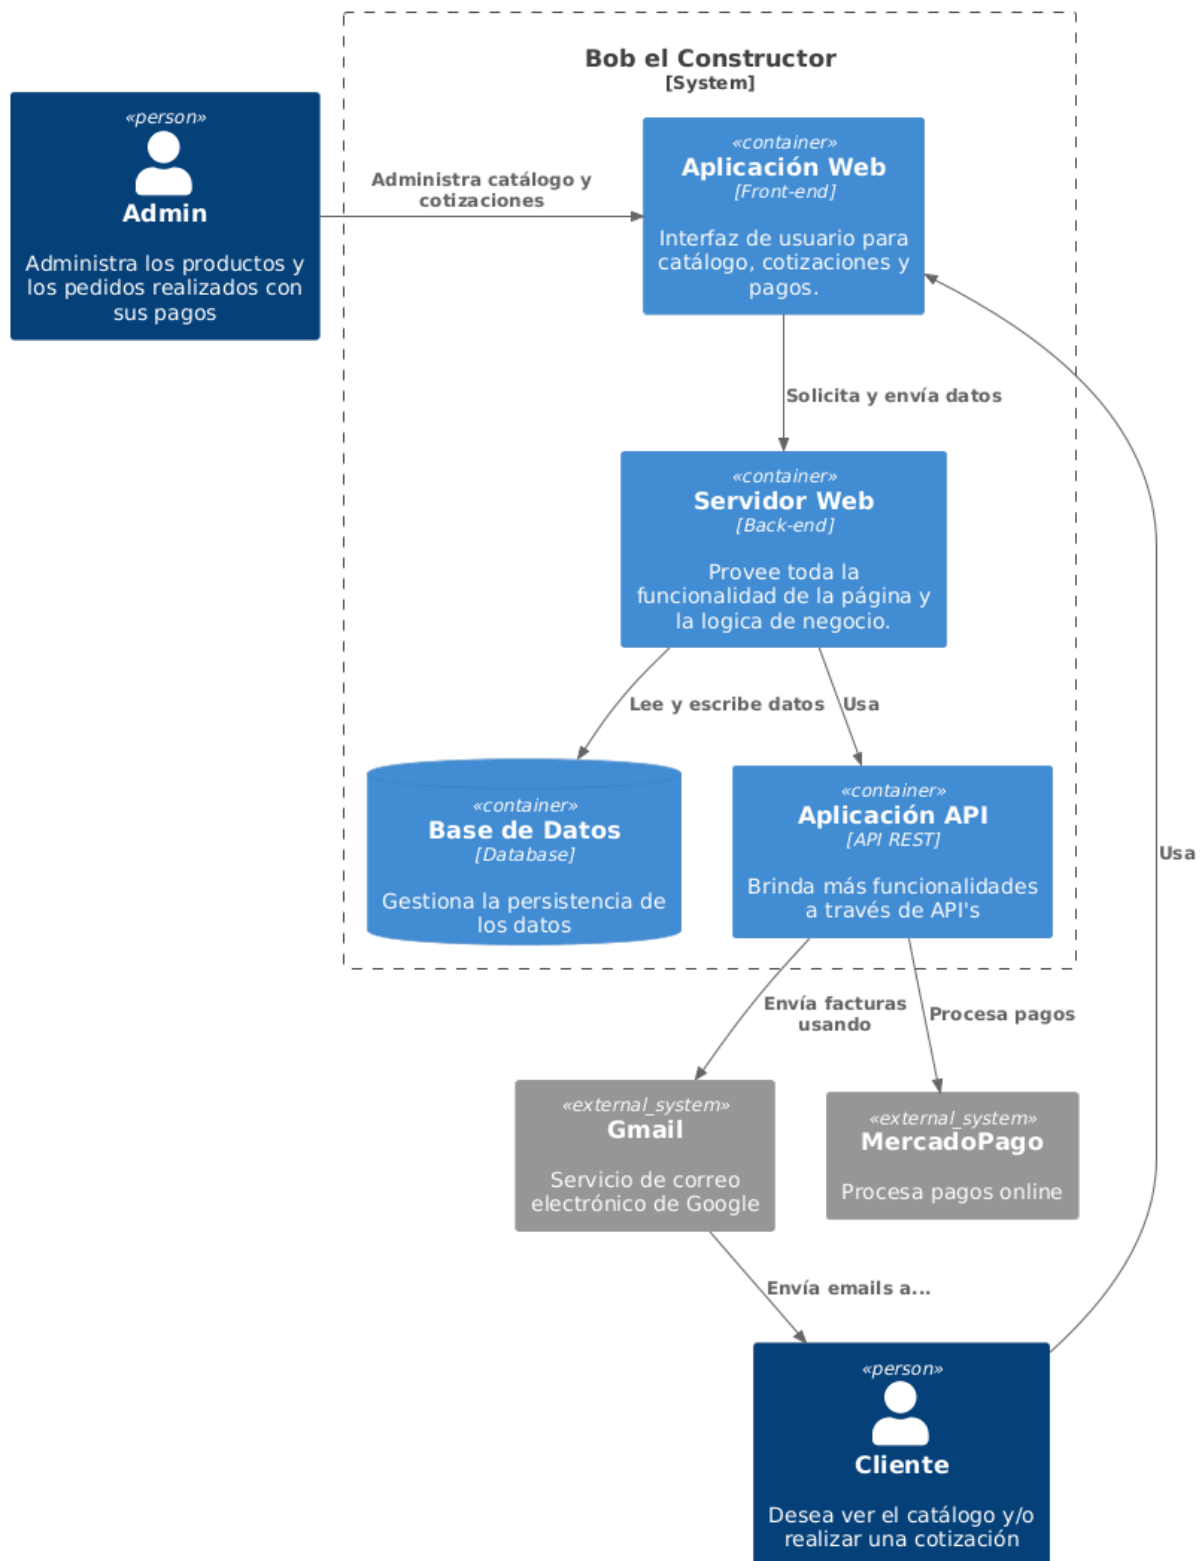 Bob el Constructor
[System]
«person»
Admin
Administra los productos y
los pedidos realizados con
sus pagos
Administra catálogo y
cotizaciones
«container»
Aplicación Web
[Front-end]
Interfaz de usuario para
catálogo, cotizaciones y
pagos.
Solicita y envía datos
«container»
Servidor Web
[Back-end]
Provee toda la
funcionalidad de la página y
la logica de negocio.
Lee y escribe datos
Usa
«container»
Base de Datos
[Database]
Gestiona la persistencia de
los datos
«container»
Aplicación API
[API REST]
Brinda más funcionalidades
a través de API's
Usa
Envía facturas
usando
Procesa pagos
«external_system»
Gmail
Servicio de correo
electrónico de Google
«external_system»
MercadoPago
Procesa pagos online
Envía emails a...
«person»
Cliente
Desea ver el catálogo y/o
realizar una cotización